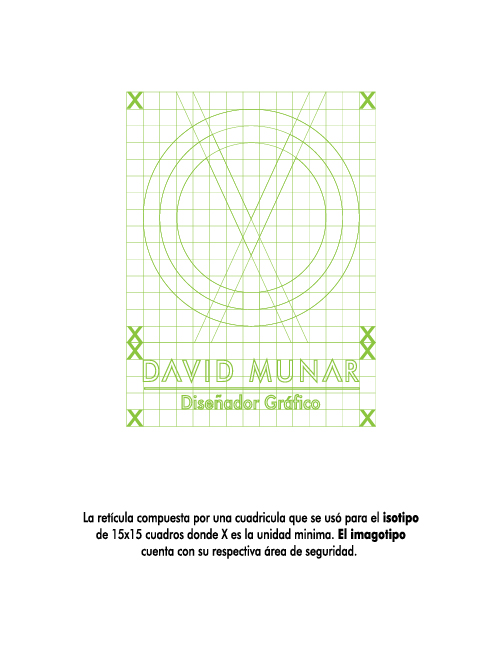 X X
X X
X X
DAVID MUNAR
Diseñador Gráfico
X X
La retícula compuesta por una cuadricula que se usó para el isotipo
de 15x15 cuadros donde X es la unidad minima. El imagotipo
cuenta con su respectiva área de seguridad.